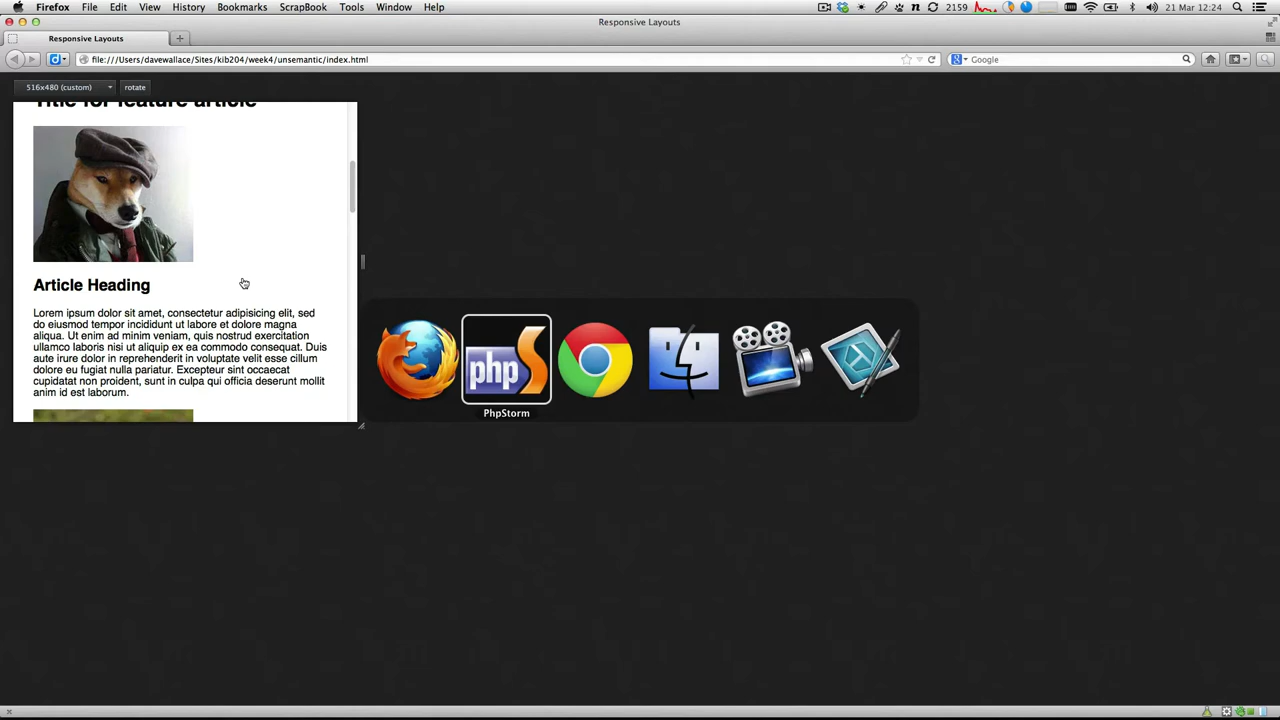 Firefox File Edit View History Bookmarks ScrapBook Tools Window Help 2159 21 Mar 12:24
Responsive Layouts
Responsive Layouts
file:///Users/davewallace/Sites/kib204/week4/unsemantic/index.html
Google
516x480 (custom)
rotate
Title for feature article
Article Heading
Lorem ipsum dolor sit amet, consectetur adipisicing elit, sed
do eiusmod tempor incididunt ut labore et dolore magna
aliqua. Ut enim ad minim veniam, quis nostrud exercitation
ullamco laboris nisi ut aliquip ex ea commodo consequat. Duis
aute irure dolor in reprehenderit in voluptate velit esse cillum
dolore eu fugiat nulla pariatur. Excepteur sint occaecat
cupidatat non proident, sunt in culpa qui officia deserunt mollit
anim id est laborum.
php S
PhpStorm